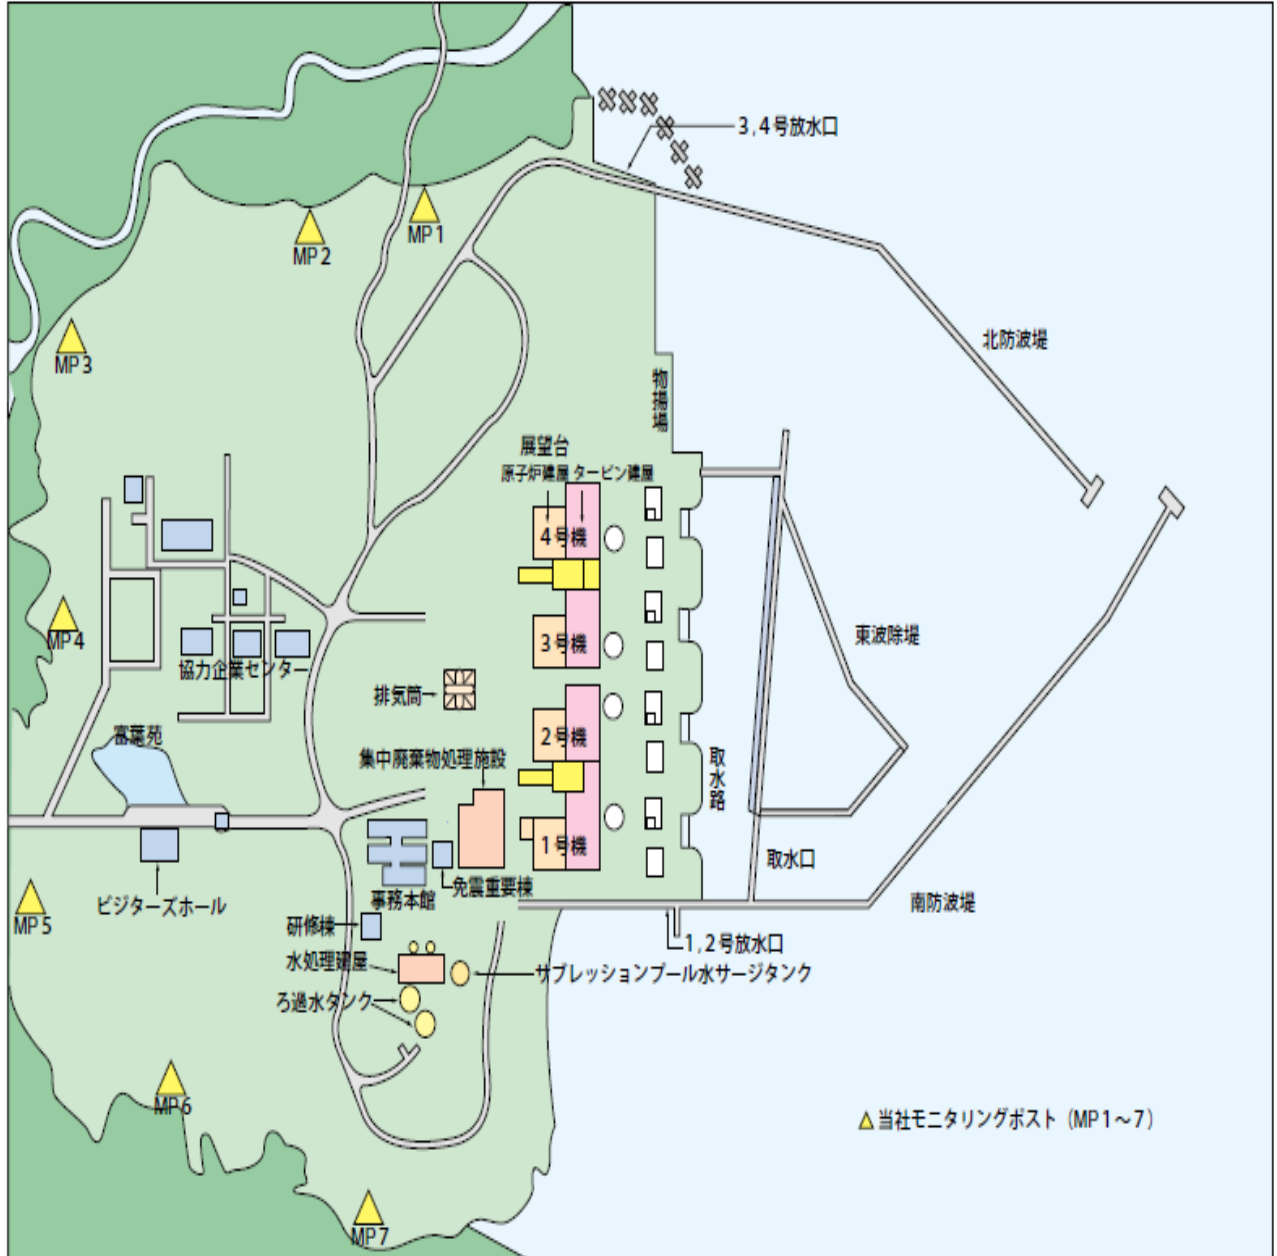 3,4号放水口
MP1
MP2
北防波堤
MP3
物揚場
展望台
原子炉建屋 タービン建屋
4号機
MP4
3号機
東波除堤
協力企業センター
排気筒
富葉苑
2号機
集中廃棄物処理施設
取水路
1号機
取水口
免震重要棟
事務本館
ビジターズホール
MP5
南防波堤
研修棟
1,2号放水口
水処理建屋
サプレッションプール水サージタンク
ろ過水タンク
MP6
当社モニタリングポスト(MP1～7)
MP7